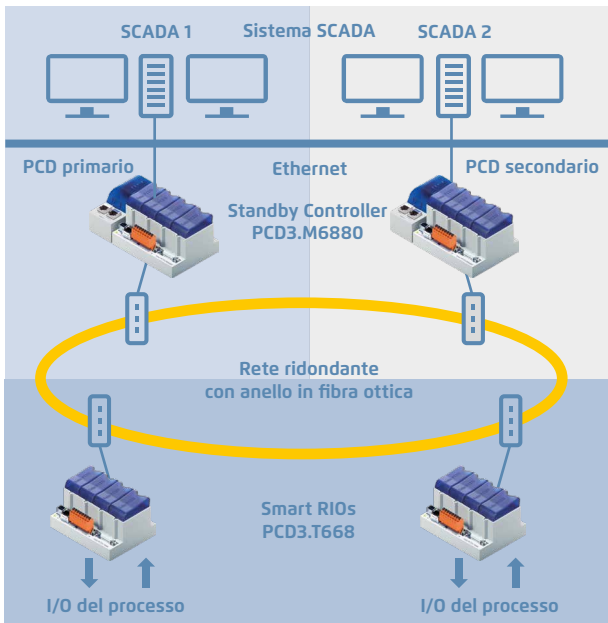 SCADA 1
Sistema SCADA
SCADA 2
PCD primario
Ethernet
PCD secondario
Standby Controller
PCD3.M6880
Rete ridondante
con anello in fibra ottica
Smart RIOs
PCD3.T668
I/O del processo
I/O del processo